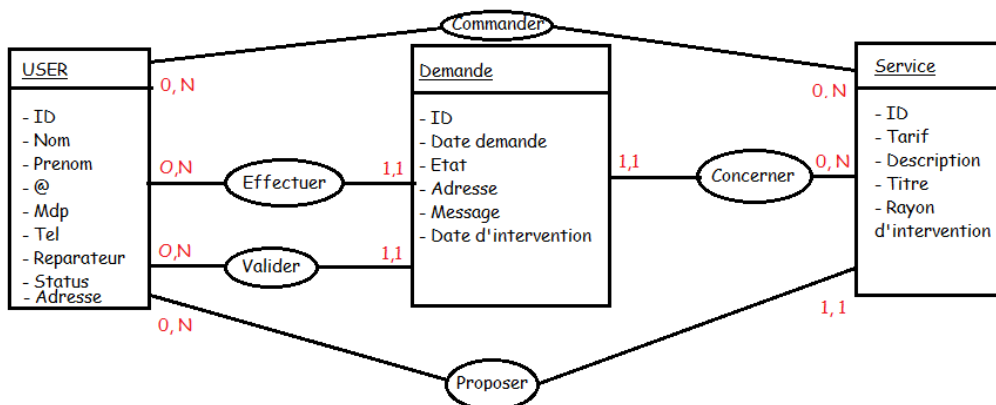 Commander
USER
Demande
Service
0, N
0. N
- ID
- Nom
- Prenom
- @
- Mdp
- Tel
- Reparateur
- Status
- Adresse
- ID
- Date demande
- Etat
- Adresse
- Message
- Date d'intervention
- ID
- Tarif
- Description
- Titre
- Rayon
d'intervention
O,N
Effectuer
1,1
1,1
Concerner
0, N
O,N
Valider
1,1
0, N
Proposer
1, 1